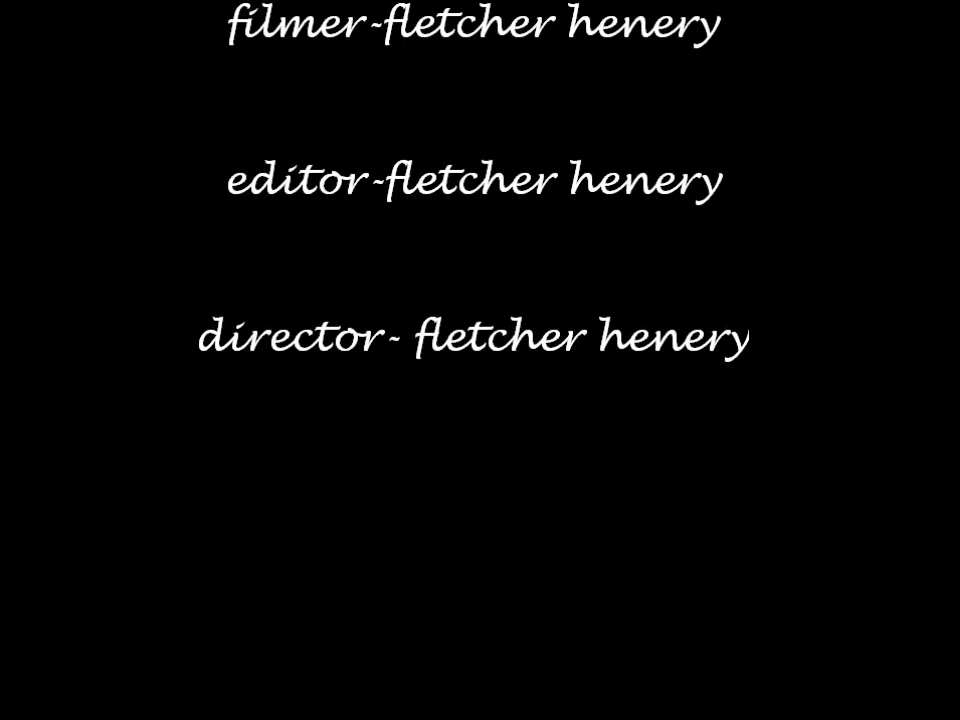 filmer-fletcher henery
editor-fletcher henery
director- fletcher henery